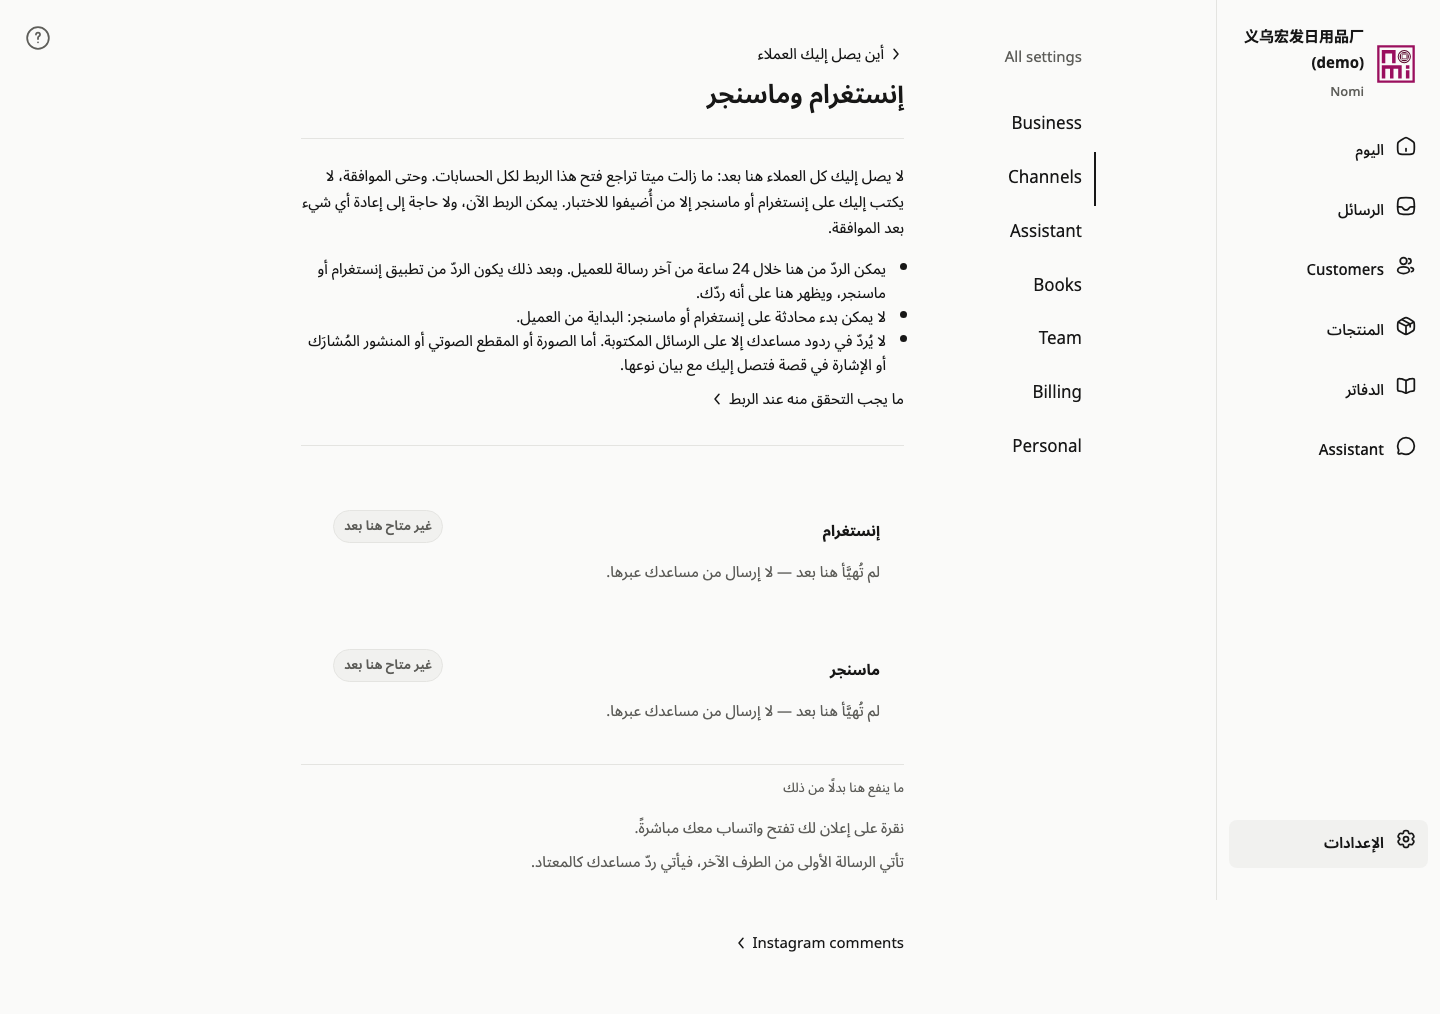 义乌宏发日用品厂
(demo)
Nomi
اليوم
الرسائل
Customers
المنتجات
الدفاتر
Assistant
الإعدادات
All settings
Business
Channels
Assistant
Books
Team
Billing
Personal
أين يصل إليك العملاء
إنستغرام وماسنجر
لا يصل إليك كل العملاء هنا بعد: ما زالت ميتا تراجع فتح هذا الربط لكل الحسابات. وحتى الموافقة، لا
يكتب إليك على إنستغرام أو ماسنجر إلا من أُضيفوا للاختبار. يمكن الربط الآن، ولا حاجة إلى إعادة أي شيء
بعد الموافقة.
يمكن الردّ من هنا خلال 24 ساعة من آخر رسالة للعميل. وبعد ذلك يكون الردّ من تطبيق إنستغرام أو
ماسنجر، ويظهر هنا على أنه ردّك.
لا يمكن بدء محادثة على إنستغرام أو ماسنجر: البداية من العميل.
لا يُردّ في ردود مساعدك إلا على الرسائل المكتوبة. أما الصورة أو المقطع الصوتي أو المنشور المُشارَك
أو الإشارة في قصة فتصل إليك مع بيان نوعها.
ما يجب التحقق منه عند الربط
إنستغرام
غير متاح هنا بعد
لم تُهيَّأ هنا بعد — لا إرسال من مساعدك عبرها.
ماسنجر
غير متاح هنا بعد
لم تُهيَّأ هنا بعد — لا إرسال من مساعدك عبرها.
ما ينفع هنا بدلًا من ذلك
نقرة على إعلان لك تفتح واتساب معك مباشرةً.
تأتي الرسالة الأولى من الطرف الآخر، فيأتي ردّ مساعدك كالمعتاد.
Instagram comments